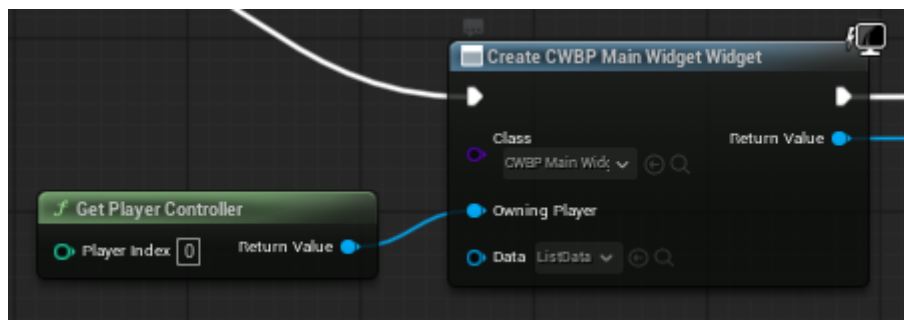 Create CWBP Main Widget Widget
Class
Return Value
CWBP Main Widg
Get Player Controller
Owning Player
Player Index 0
Return Value
Data ListData